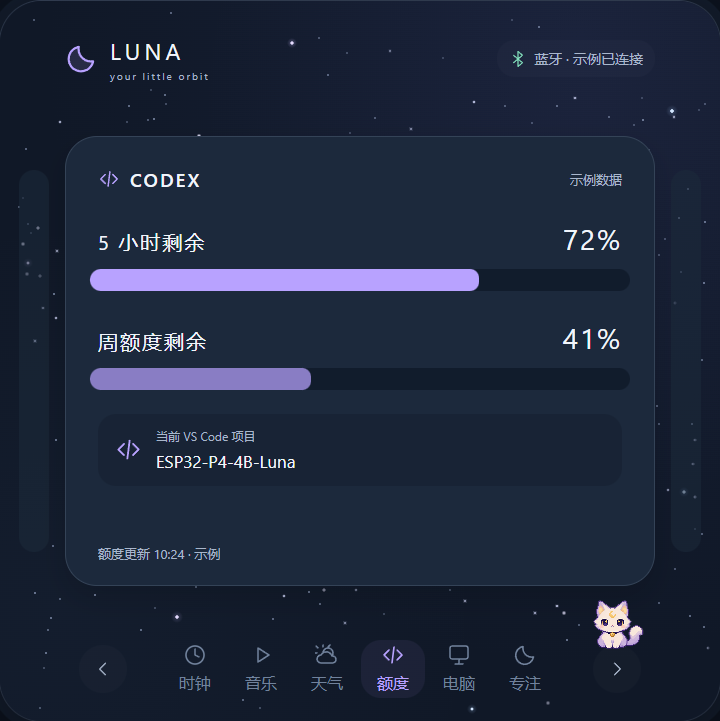 LUNA
your little orbit
蓝牙 · 示例已连接
CODEX
示例数据
5 小时剩余
72%
周额度剩余
41%
当前 VS Code 项目
ESP32-P4-4B-Luna
额度更新 10:24 · 示例
时钟
音乐
天气
额度
电脑
专注